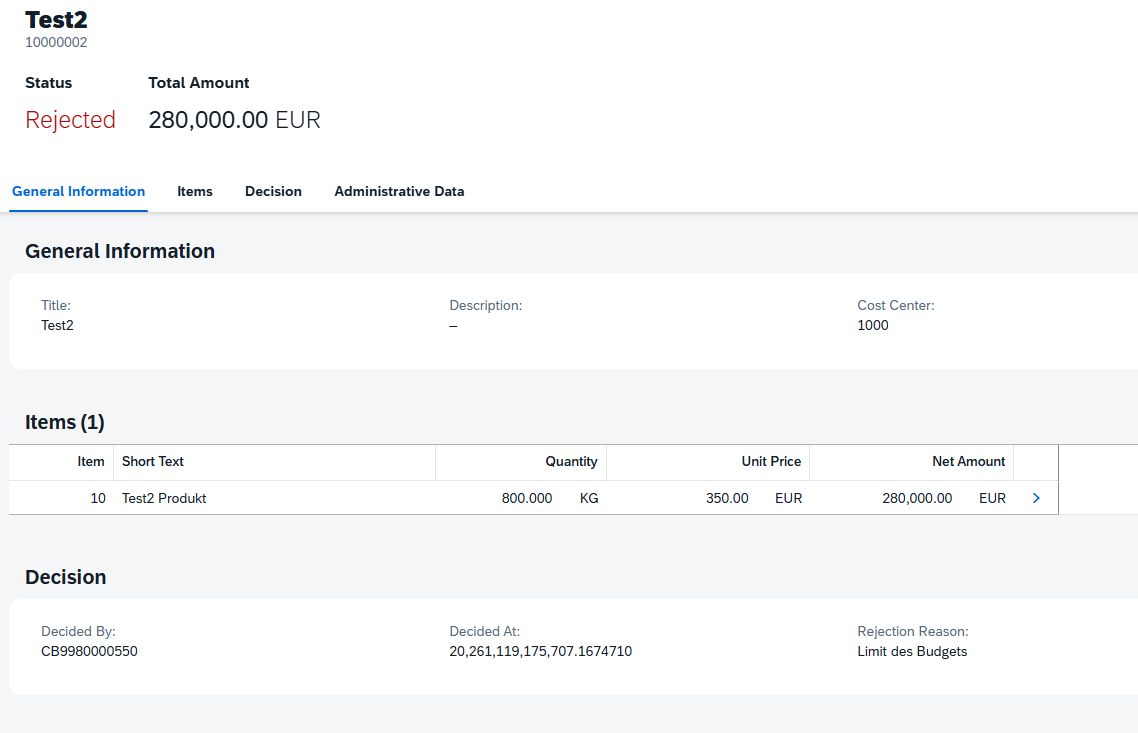 Test2
10000002
Status Total Amount
Rejected 280,000.00 EUR
General Information Items Decision Administrative Data
General Information
Title: Description: Cost Center:
Test2 – 1000
Items (1)
Item Short Text Quantity Unit Price Net Amount
10 Test2 Produkt 800.000 KG 350.00 EUR 280,000.00 EUR
Decision
Decided By: Decided At: Rejection Reason:
CB9980000550 20,261,119,175,707.1674710 Limit des Budgets